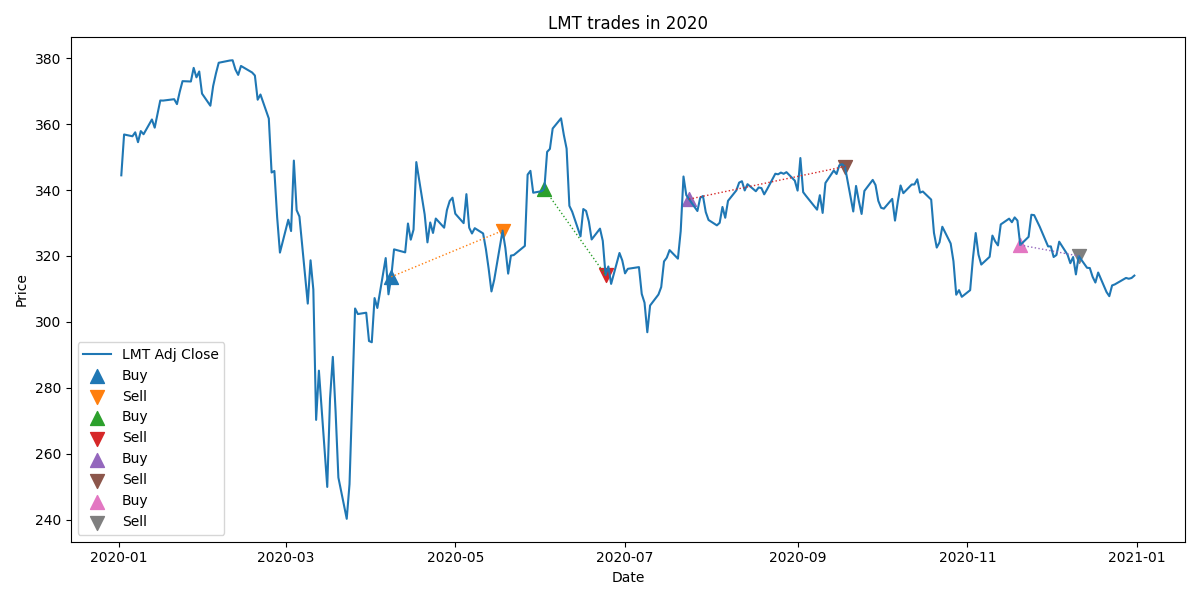 LMT trades in 2020
Price
380
360
340
320
300
280
260
240
LMT Adj Close
Buy
Sell
Buy
Sell
Buy
Sell
Buy
Sell
2020-01
2020-03
2020-05
2020-07
2020-09
2020-11
2021-01
Date